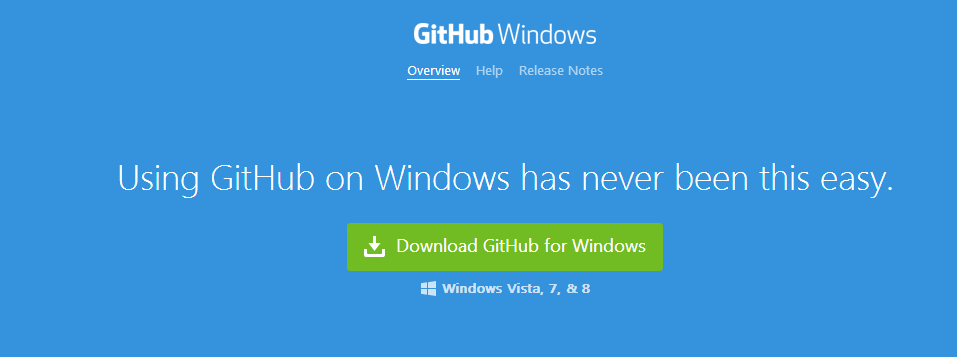 GitHub Windows
Overview Help Release Notes
Using GitHub on Windows has never been this easy.
Download GitHub for Windows
Windows Vista, 7, & 8